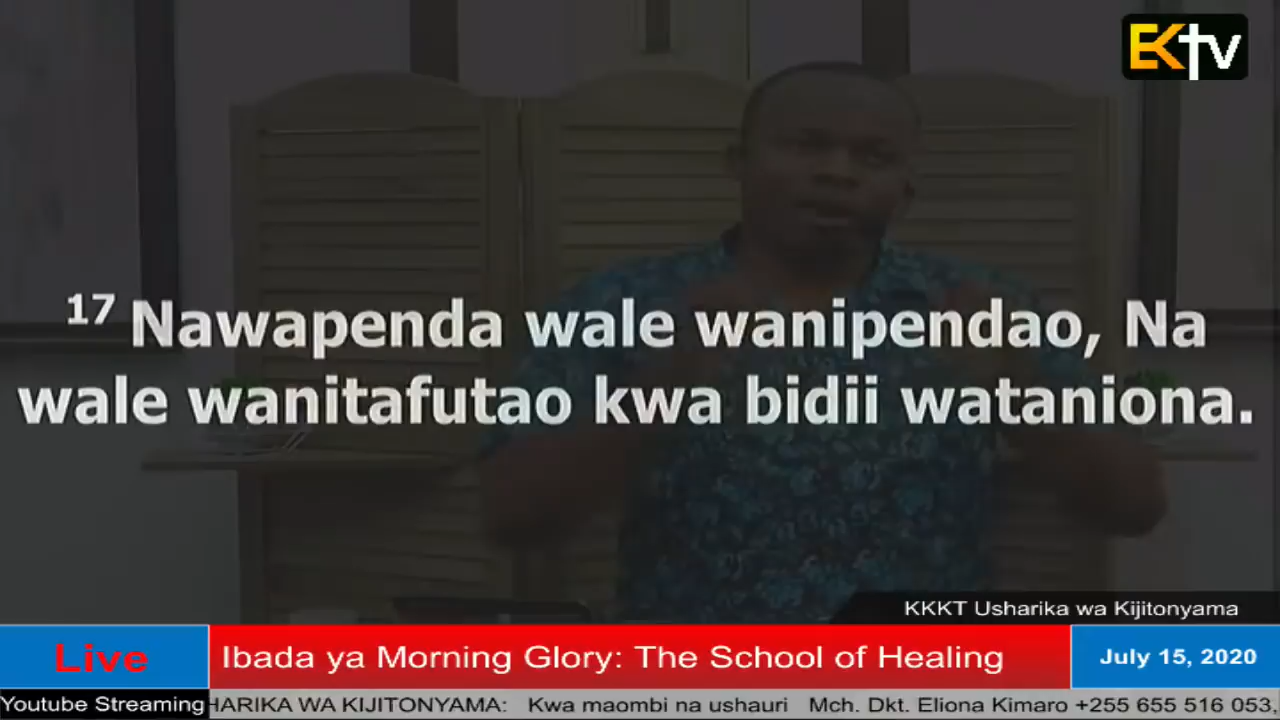 EKTV
17 Nawapenda wale wanipendao, Na
wale wanitafutao kwa bidii wataniona.
KKKT Usharika wa Kijitonyama
Live
Ibada ya Morning Glory: The School of Healing
July 15, 2020
Youtube Streaming
HARIKA WA KIJITONYAMA: Kwa maombi na ushauri Mch. Dkt. Eliona Kimaro +255 655 516 053,